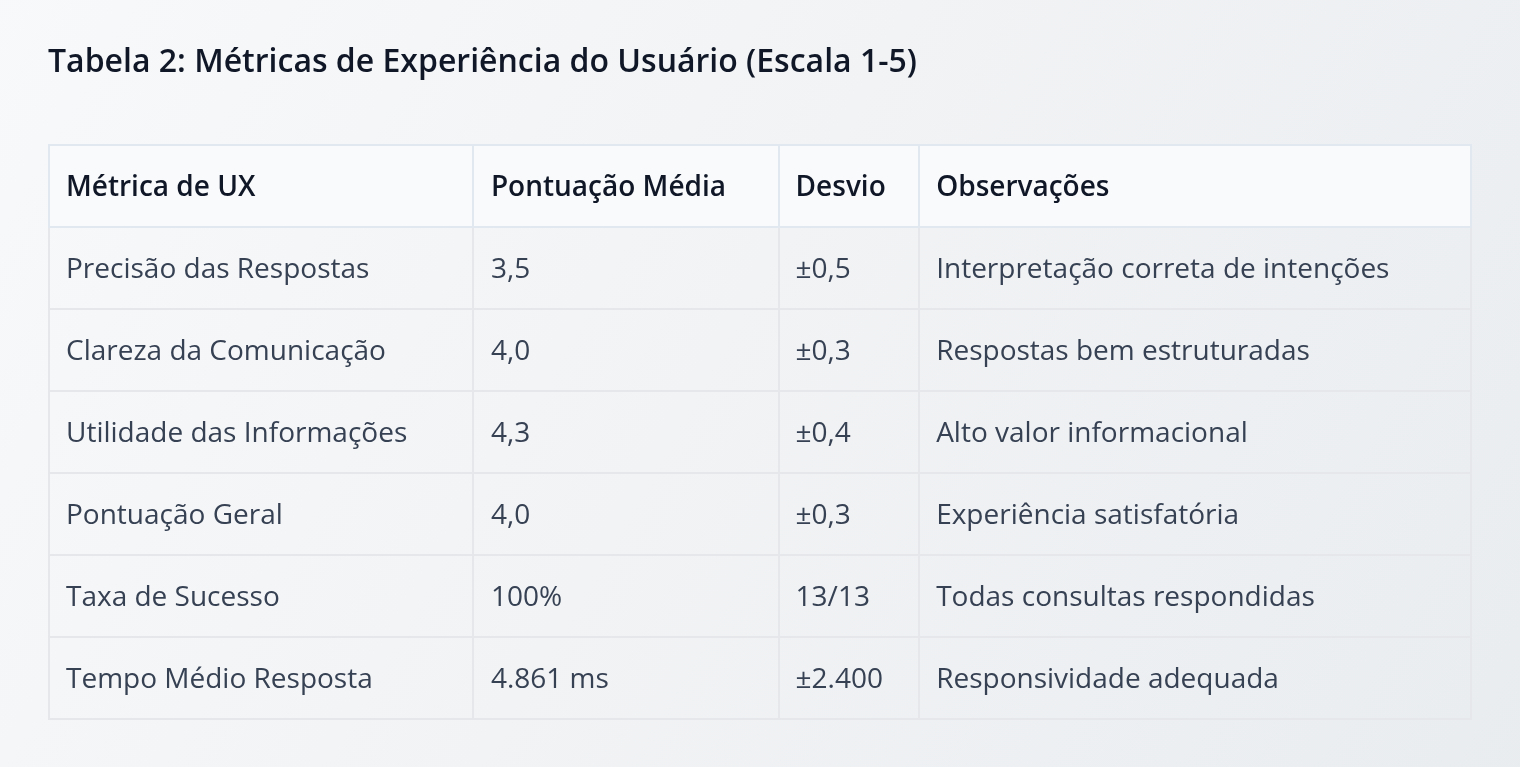 Tabela 2: Métricas de Experiência do Usuário (Escala 1-5)
Métrica de UX Pontuação Média Desvio Observações
Precisão das Respostas 3,5 ±0,5 Interpretação correta de intenções
Clareza da Comunicação 4,0 ±0,3 Respostas bem estruturadas
Utilidade das Informações 4,3 ±0,4 Alto valor informacional
Pontuação Geral 4,0 ±0,3 Experiência satisfatória
Taxa de Sucesso 100% 13/13 Todas consultas respondidas
Tempo Médio Resposta 4.861 ms ±2.400 Responsividade adequada